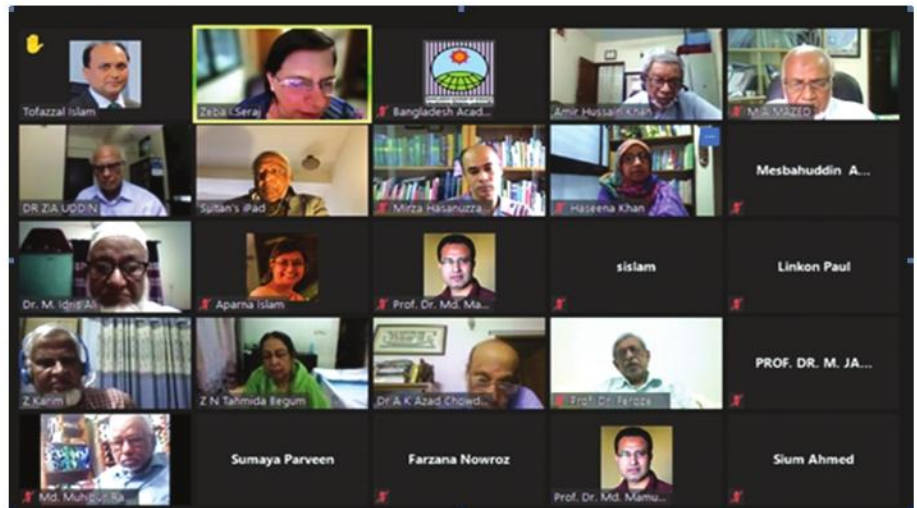 Tofazzal Islam
Zeba I.Seraj
Bangladesh Acad...
Amir Hussain Khan
M A MAZED
DR ZIA UDDIN
Sultan's iPad
Mirza Hasanuzza...
Haseena Khan
Mesbahuddin A...
Dr. M. Idris Ali
Aparna Islam
Prof. Dr. Md. Ma...
sislam
Linkon Paul
Z Karim
Z N Tahmida Begum
Dr A K Azad Chowd...
Prof. Dr. Feroze
PROF. DR. M. JA...
Md. Muhibur Ra...
Sumaya Parveen
Farzana Nowroz
Prof. Dr. Md. Mamu...
Sium Ahmed